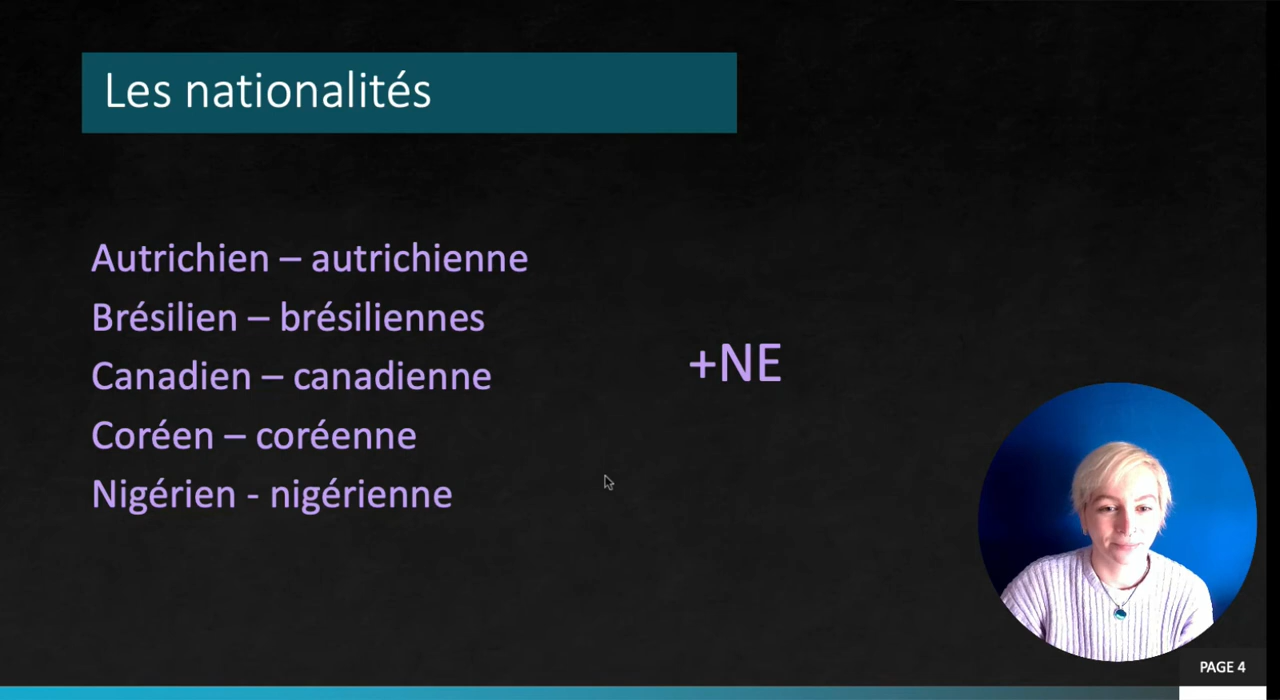 Les nationalités
Autrichien – autrichienne
Brésilien – brésiliennes
Canadien – canadienne
Coréen – coréenne
Nigérien - nigérienne
+NE
PAGE 4